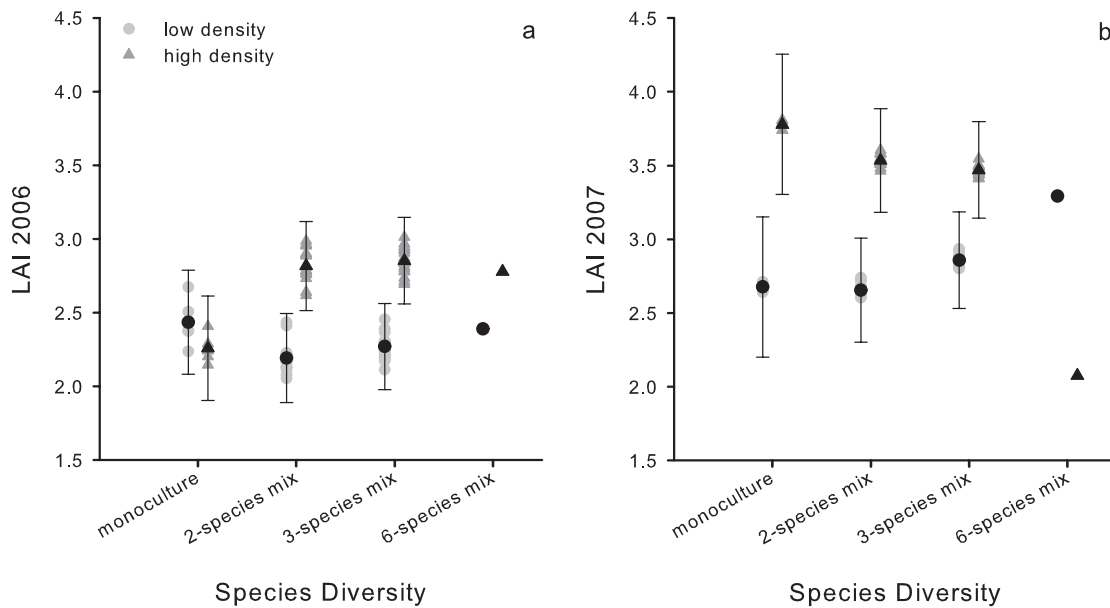 a
low density
high density
LAI 2006
4.5
4.0
3.5
3.0
2.5
2.0
1.5
monoculture
2-species mix
3-species mix
6-species mix
Species Diversity
b
LAI 2007
4.5
4.0
3.5
3.0
2.5
2.0
1.5
monoculture
2-species mix
3-species mix
6-species mix
Species Diversity